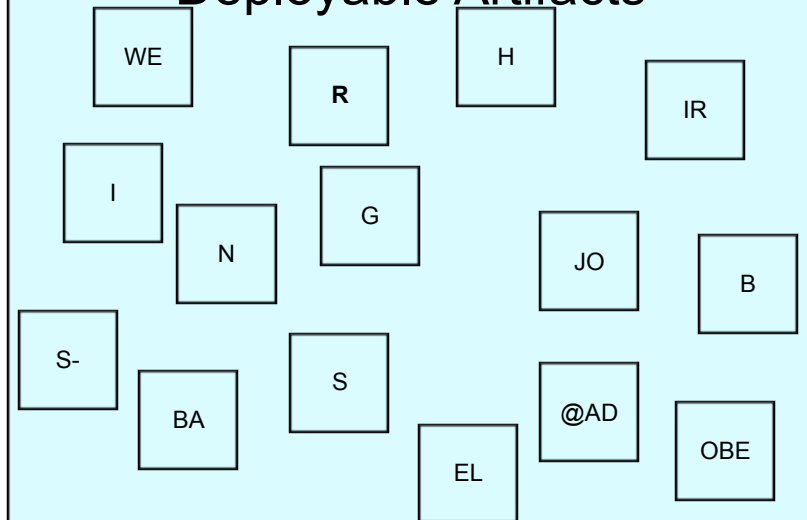 Deployable Artifacts
WE
H
R
IR
I
G
N
JO
B
S-
S
BA
@AD
OBE
EL